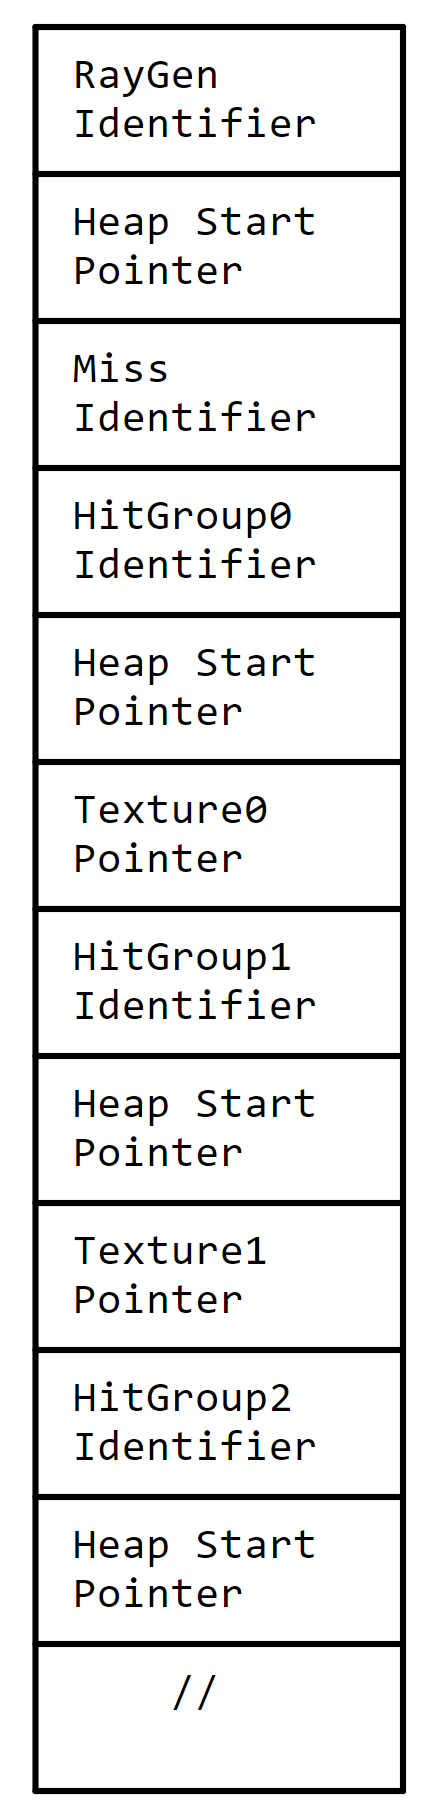 RayGen
Identifier
Heap Start
Pointer
Miss
Identifier
HitGroup0
Identifier
Heap Start
Pointer
Texture0
Pointer
HitGroup1
Identifier
Heap Start
Pointer
Texture1
Pointer
HitGroup2
Identifier
Heap Start
Pointer
//